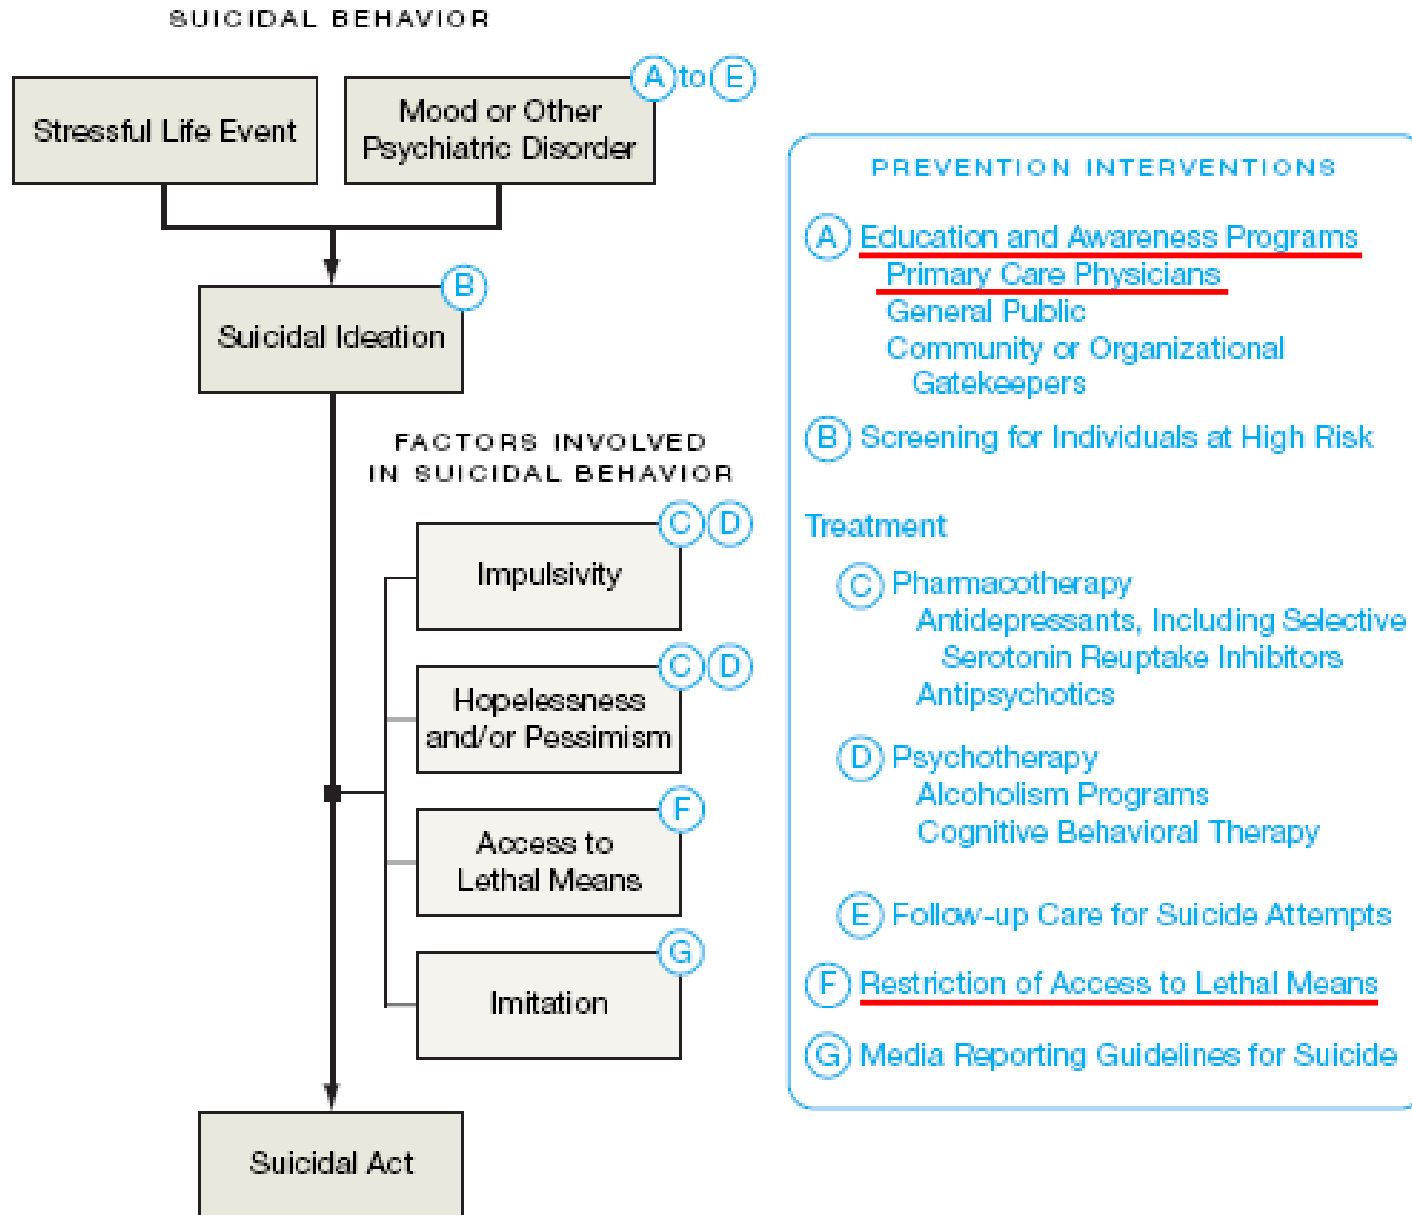 SUICIDAL BEHAVIOR
Stressful Life Event
Mood or Other
Psychiatric Disorder
A to E
Suicidal Ideation
B
FACTORS INVOLVED
IN SUICIDAL BEHAVIOR
Impulsivity
C D
Hopelessness
and/or Pessimism
C D
Access to
Lethal Means
F
Imitation
G
Suicidal Act
PREVENTION INTERVENTIONS
A Education and Awareness Programs
Primary Care Physicians
General Public
Community or Organizational
Gatekeepers
B Screening for Individuals at High Risk
Treatment
C Pharmacotherapy
Antidepressants, Including Selective
Serotonin Reuptake Inhibitors
Antipsychotics
D Psychotherapy
Alcoholism Programs
Cognitive Behavioral Therapy
E Follow-up Care for Suicide Attempts
F Restriction of Access to Lethal Means
G Media Reporting Guidelines for Suicide